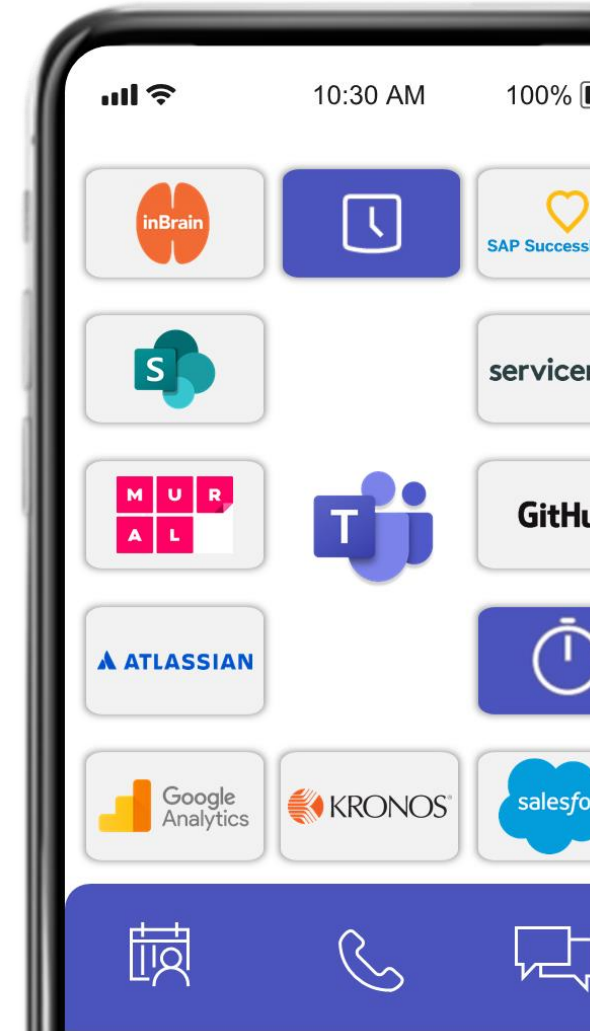 10:30 AM 100%
inBrain
SAP Success
S
servicen
M U R
A L
T
GitHu
ATLASSIAN
Google
Analytics
KRONOS
salesfo